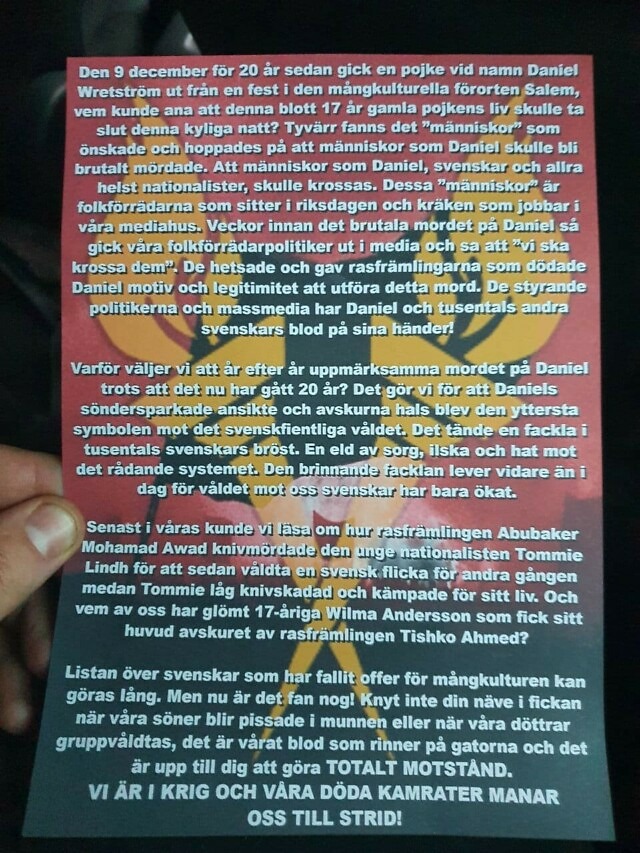 Den 9 december för 20 år sedan gick en pojke vid namn Daniel
Wretström ut från en fest i den mångkulturella förorten Salem,
vem kunde ana att denna blott 17 år gamla pojkens liv skulle ta
slut denna kyliga natt? Tyvärr fanns det ”människor” som
önskade och hoppades på att människor som Daniel skulle bli
brutalt mördade. Att människor som Daniel, svenskar och allra
helst nationalister, skulle krossas. Dessa ”människor” är
folkförrädarna som sitter i riksdagen och kräken som jobbar i
våra mediahus. Veckor innan det brutala mordet på Daniel så
gick våra folkförrädarpolitiker ut i media och sa att ”vi ska
krossa dem”. De hetsade och gav rasfrämlingarna som dödade
Daniel motiv och legitimitet att utföra detta mord. De styrande
politikerna och massmedia har Daniel och tusentals andra
svenskars blod på sina händer!
Varför väljer vi att år efter år uppmärksamma mordet på Daniel
trots att det nu har gått 20 år? Det gör vi för att Daniels
söndersparkade ansikte och avskurna hals blev den yttersta
symbolen mot det svenskfientliga våldet. Det tände en fackla i
tusentals svenskars bröst. En eld av sorg, ilska och hat mot
det rådande systemet. Den brinnande facklan lever vidare än i
dag för våldet mot oss svenskar har bara ökat.
Senast i våras kunde vi läsa om hur rasfrämlingen Abubaker
Mohamad Awad knivmördade den unge nationalisten Tommie
Lindh för att sedan våldta en svensk flicka för andra gången
medan Tommie låg knivskadad och kämpade för sitt liv. Och
vem av oss har glömt 17-åriga Wilma Andersson som fick sitt
huvud avskuret av rasfrämlingen Tishko Ahmed?
Listan över svenskar som har fallit offer för mångkulturen kan
göras lång. Men nu är det fan nog! Knyt inte din näve i fickan
när våra söner blir pissade i munnen eller när våra döttrar
gruppvåldtas, det är vårat blod som rinner på gatorna och det
är upp till dig att göra TOTALT MOTSTÅND.
VI ÄR I KRIG OCH VÅRA DÖDA KAMRATER MANAR
OSS TILL STRID!